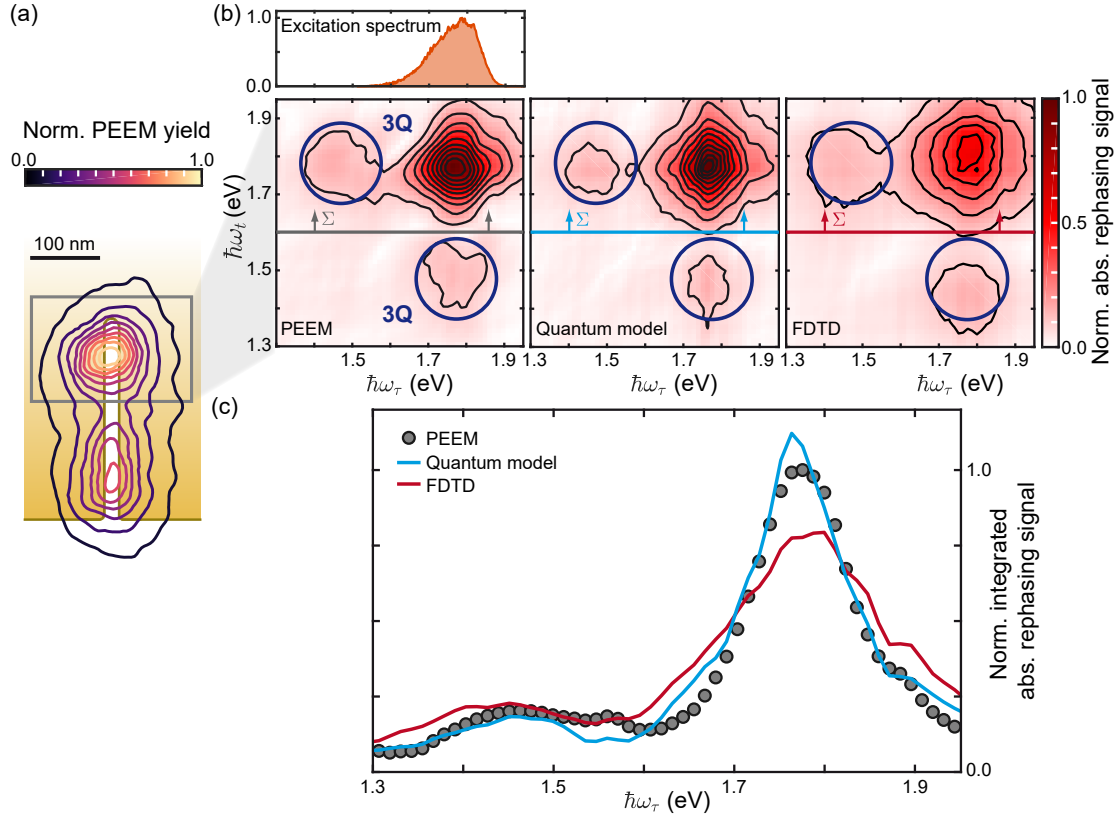 (a)
(b)
Excitation spectrum
1.0
0.0
Norm. PEEM yield
0.0 1.0
100 nm
ħω_t (eV)
1.9
1.7
1.5
1.3
3Q
Σ
3Q
PEEM
Σ
Quantum model
Σ
FDTD
1.5 1.7 1.9
1.5 1.7 1.9
1.5 1.7 1.9
ħω_τ (eV)
ħω_τ (eV)
ħω_τ (eV)
1.0
0.5
0.0
Norm. abs. rephasing signal
(c)
PEEM
Quantum model
FDTD
1.0
0.0
Norm. integrated
abs. rephasing signal
1.3 1.5 1.7 1.9
ħω_τ (eV)